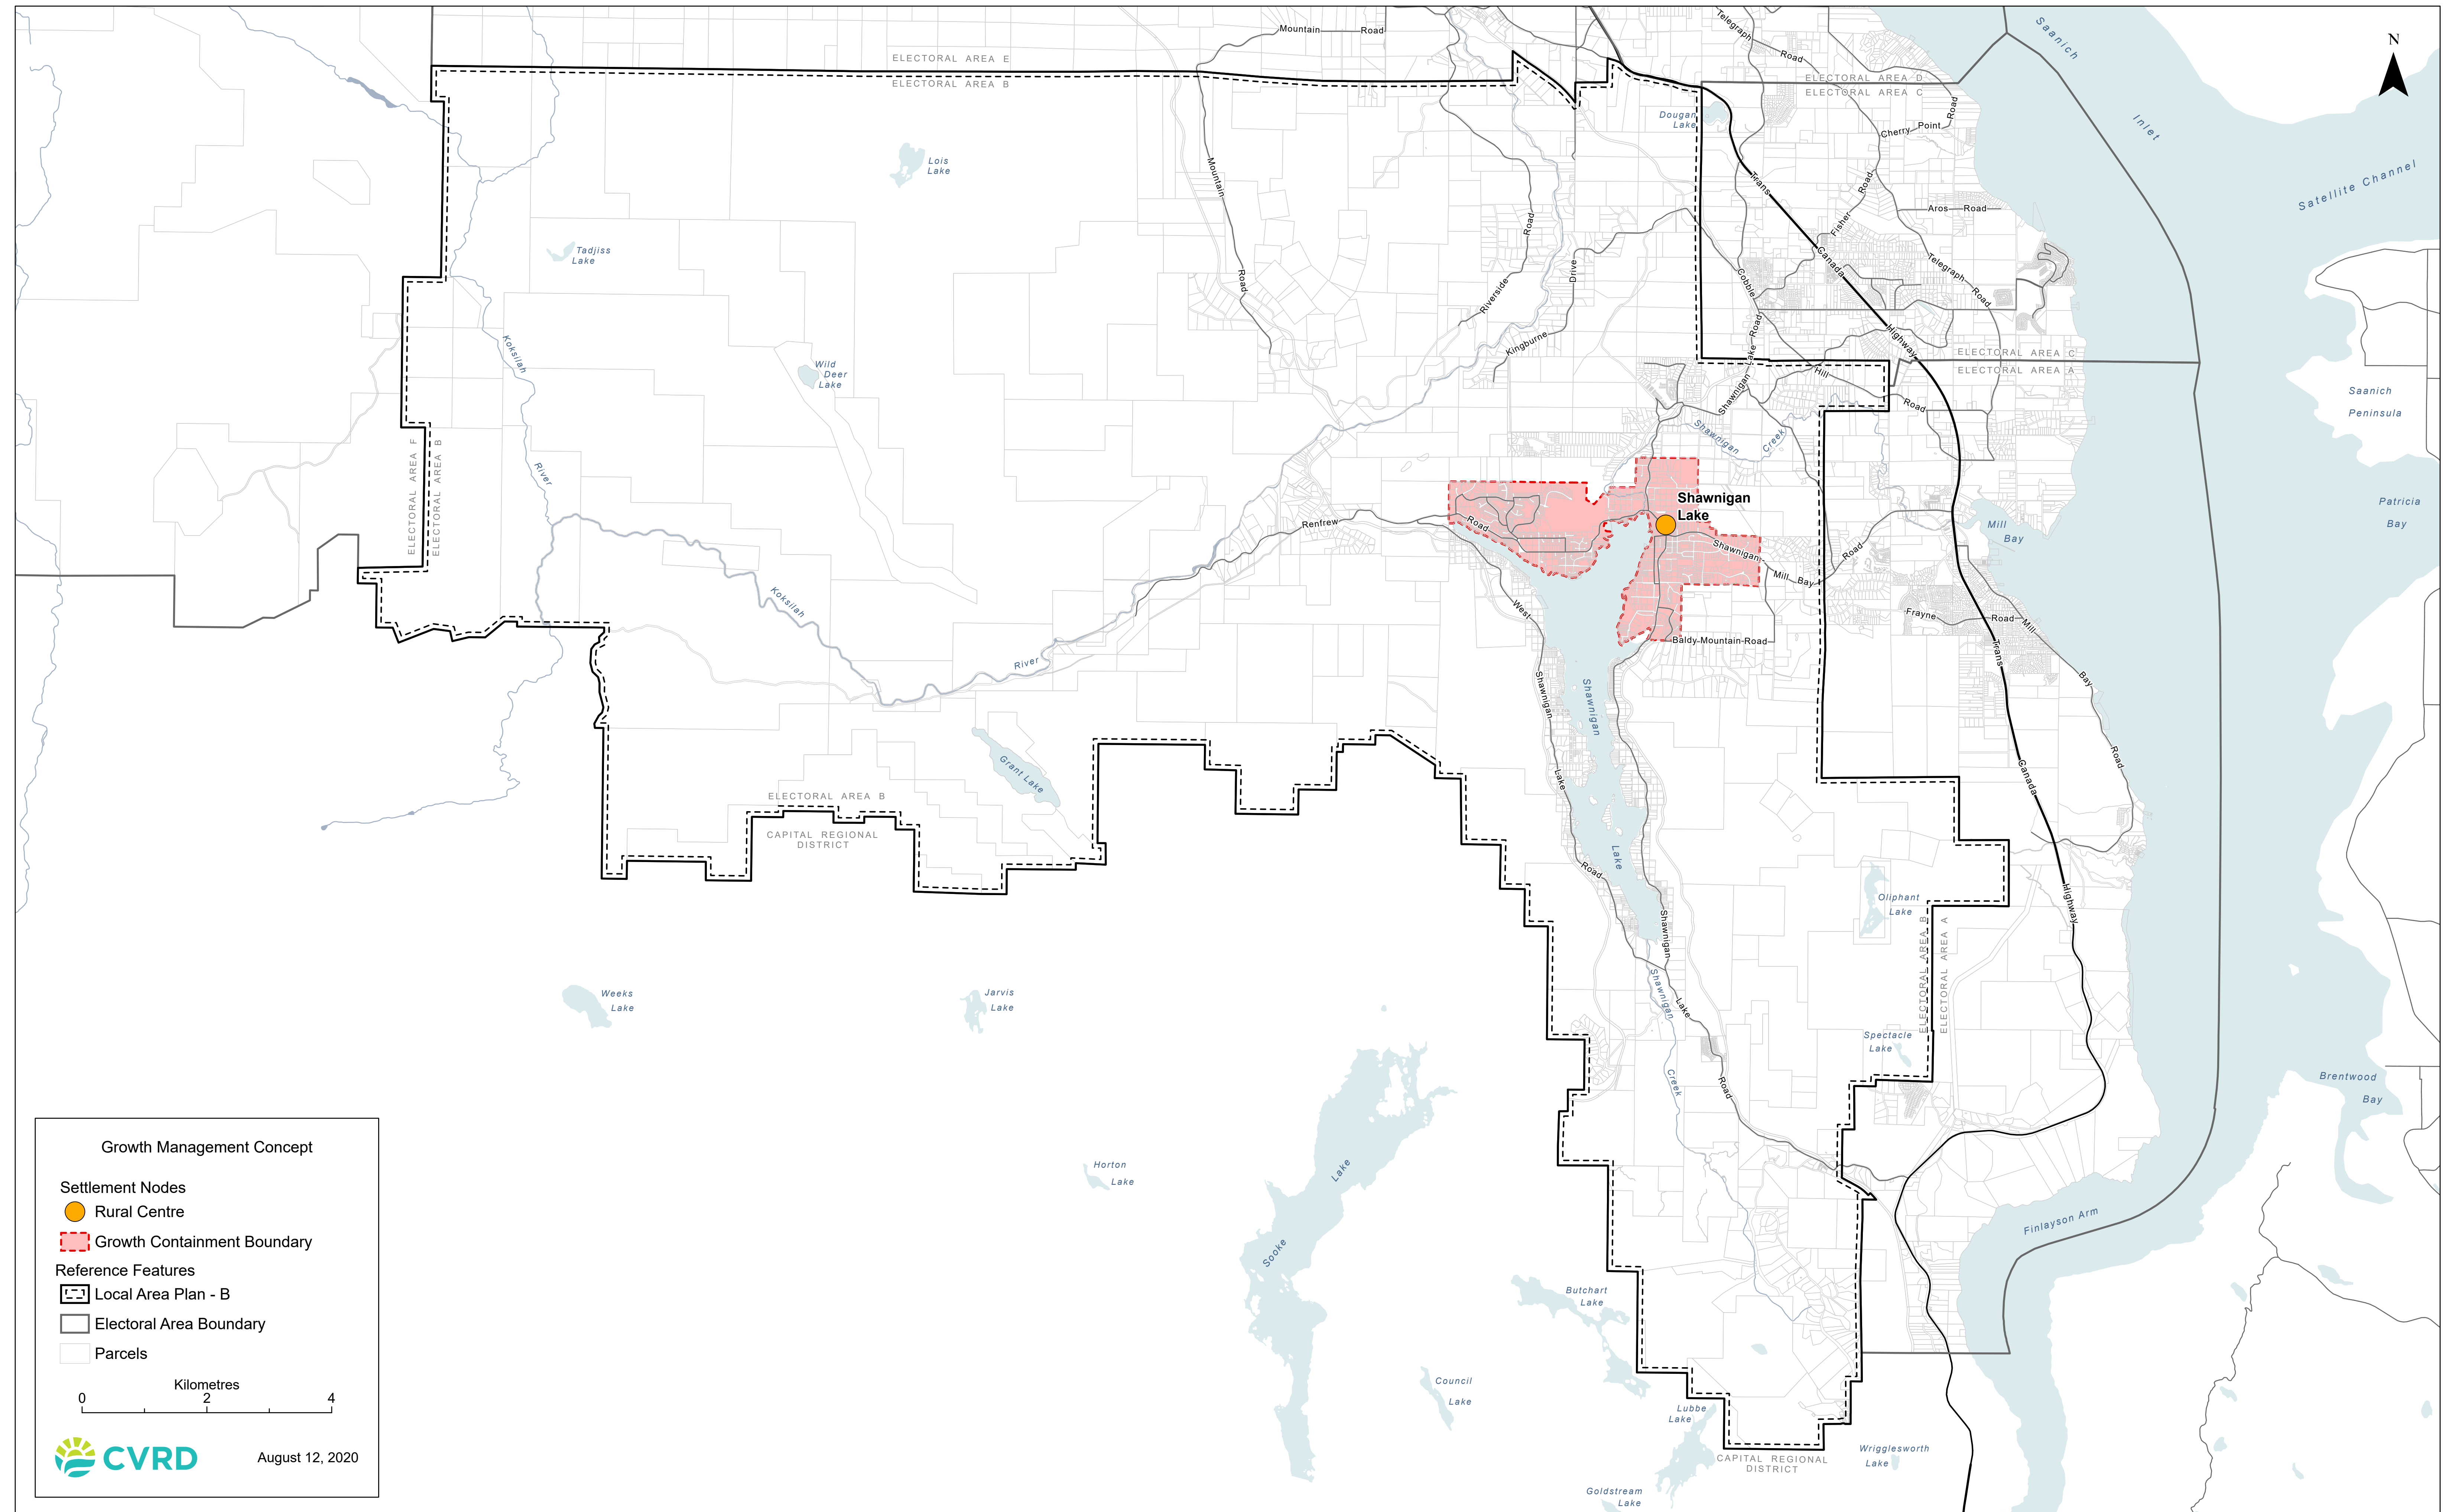 Mountain Road
Telegraph Road
Saanich Inlet
N
ELECTORAL AREA E
ELECTORAL AREA B
ELECTORAL AREA D
ELECTORAL AREA C
Dougan
Lake
Cherry Point Road
Satellite Channel
Lois
Lake
Mountain Road
Trans Canada Highway
Fisher Road
Aros Road
Tadjiss
Lake
Riverside Road
Kingburne Drive
Cobble Hill Road
Telegraph Road
Koksilah River
Wild
Deer
Lake
Shawnigan Lake Road
ELECTORAL AREA C
ELECTORAL AREA A
Saanich
Peninsula
ELECTORAL AREA F
ELECTORAL AREA B
Shawnigan Creek
Shawnigan
Lake
Renfrew Road
Mill
Bay
Patricia
Bay
Shawnigan Mill Bay Road
Koksilah River
West Shawnigan Lake Road
Baldy Mountain Road
Frayne Road
Mill Bay Road
Trans Canada Highway
Shawnigan Lake
Grant Lake
ELECTORAL AREA B
CAPITAL REGIONAL
DISTRICT
Oliphant
Lake
ELECTORAL AREA B
ELECTORAL AREA A
Shawnigan Lake Road
Shawnigan Creek
Weeks
Lake
Jarvis
Lake
Spectacle
Lake
Brentwood
Bay
Horton
Lake
Sooke Lake
Finlayson Arm
Butchart
Lake
Council
Lake
Lubbe
Lake
Wrigglesworth
Lake
CAPITAL REGIONAL
DISTRICT
Goldstream
Lake
Growth Management Concept
Settlement Nodes
Rural Centre
Growth Containment Boundary
Reference Features
Local Area Plan - B
Electoral Area Boundary
Parcels
Kilometres
0 2 4
CVRD
August 12, 2020